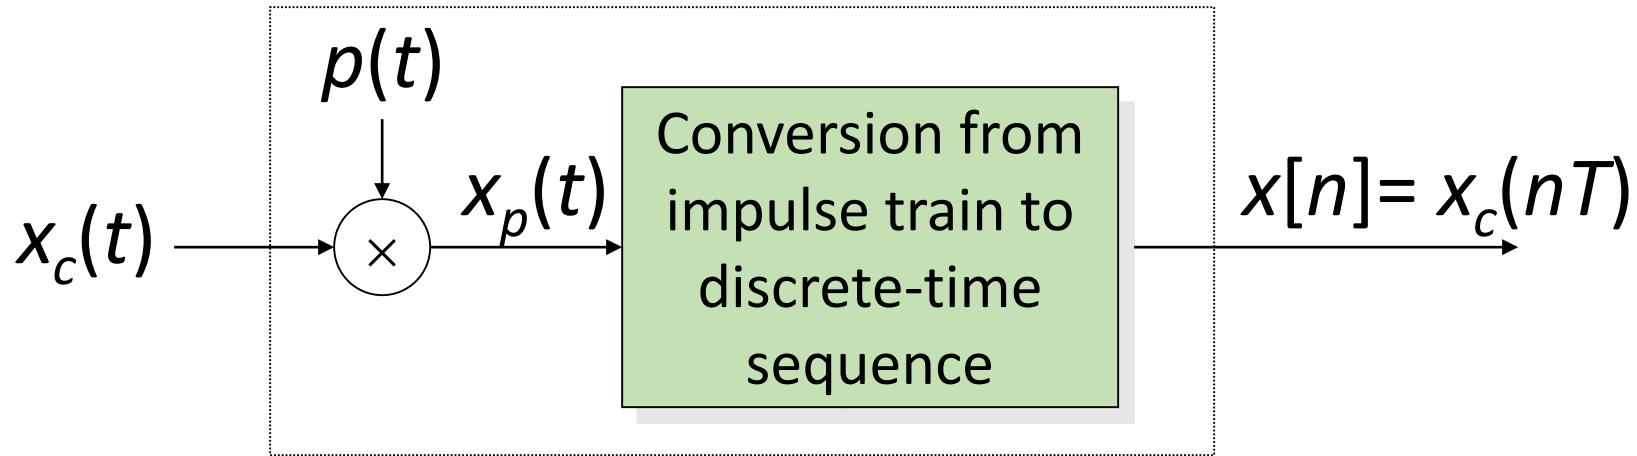 p(t)
x_c(t)
×
x_p(t)
Conversion from
impulse train to
discrete-time
sequence
x[n]= x_c(nT)